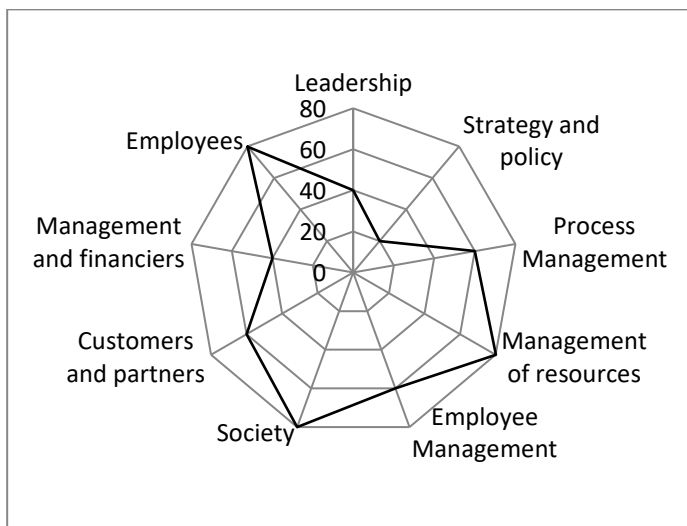 Leadership
80
60
40
20
0
Strategy and
policy
Process
Management
Management
of resources
Employee
Management
Society
Customers
and partners
Management
and financiers
Employees